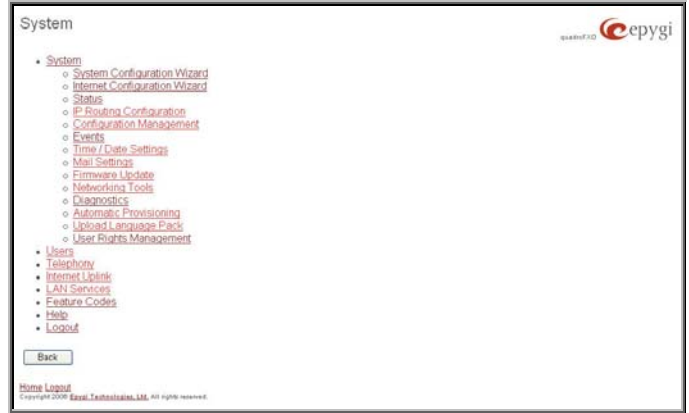 System
quadroFXO epygi
System
System Configuration Wizard
Internet Configuration Wizard
Status
IP Routing Configuration
Configuration Management
Events
Time / Date Settings
Mail Settings
Firmware Update
Networking Tools
Diagnostics
Automatic Provisioning
Upload Language Pack
User Rights Management
Users
Telephony
Internet Uplink
LAN Services
Feature Codes
Help
Logout
Back
Home Logout
Copyright 2008 Epygi Technologies, Ltd. All rights reserved.